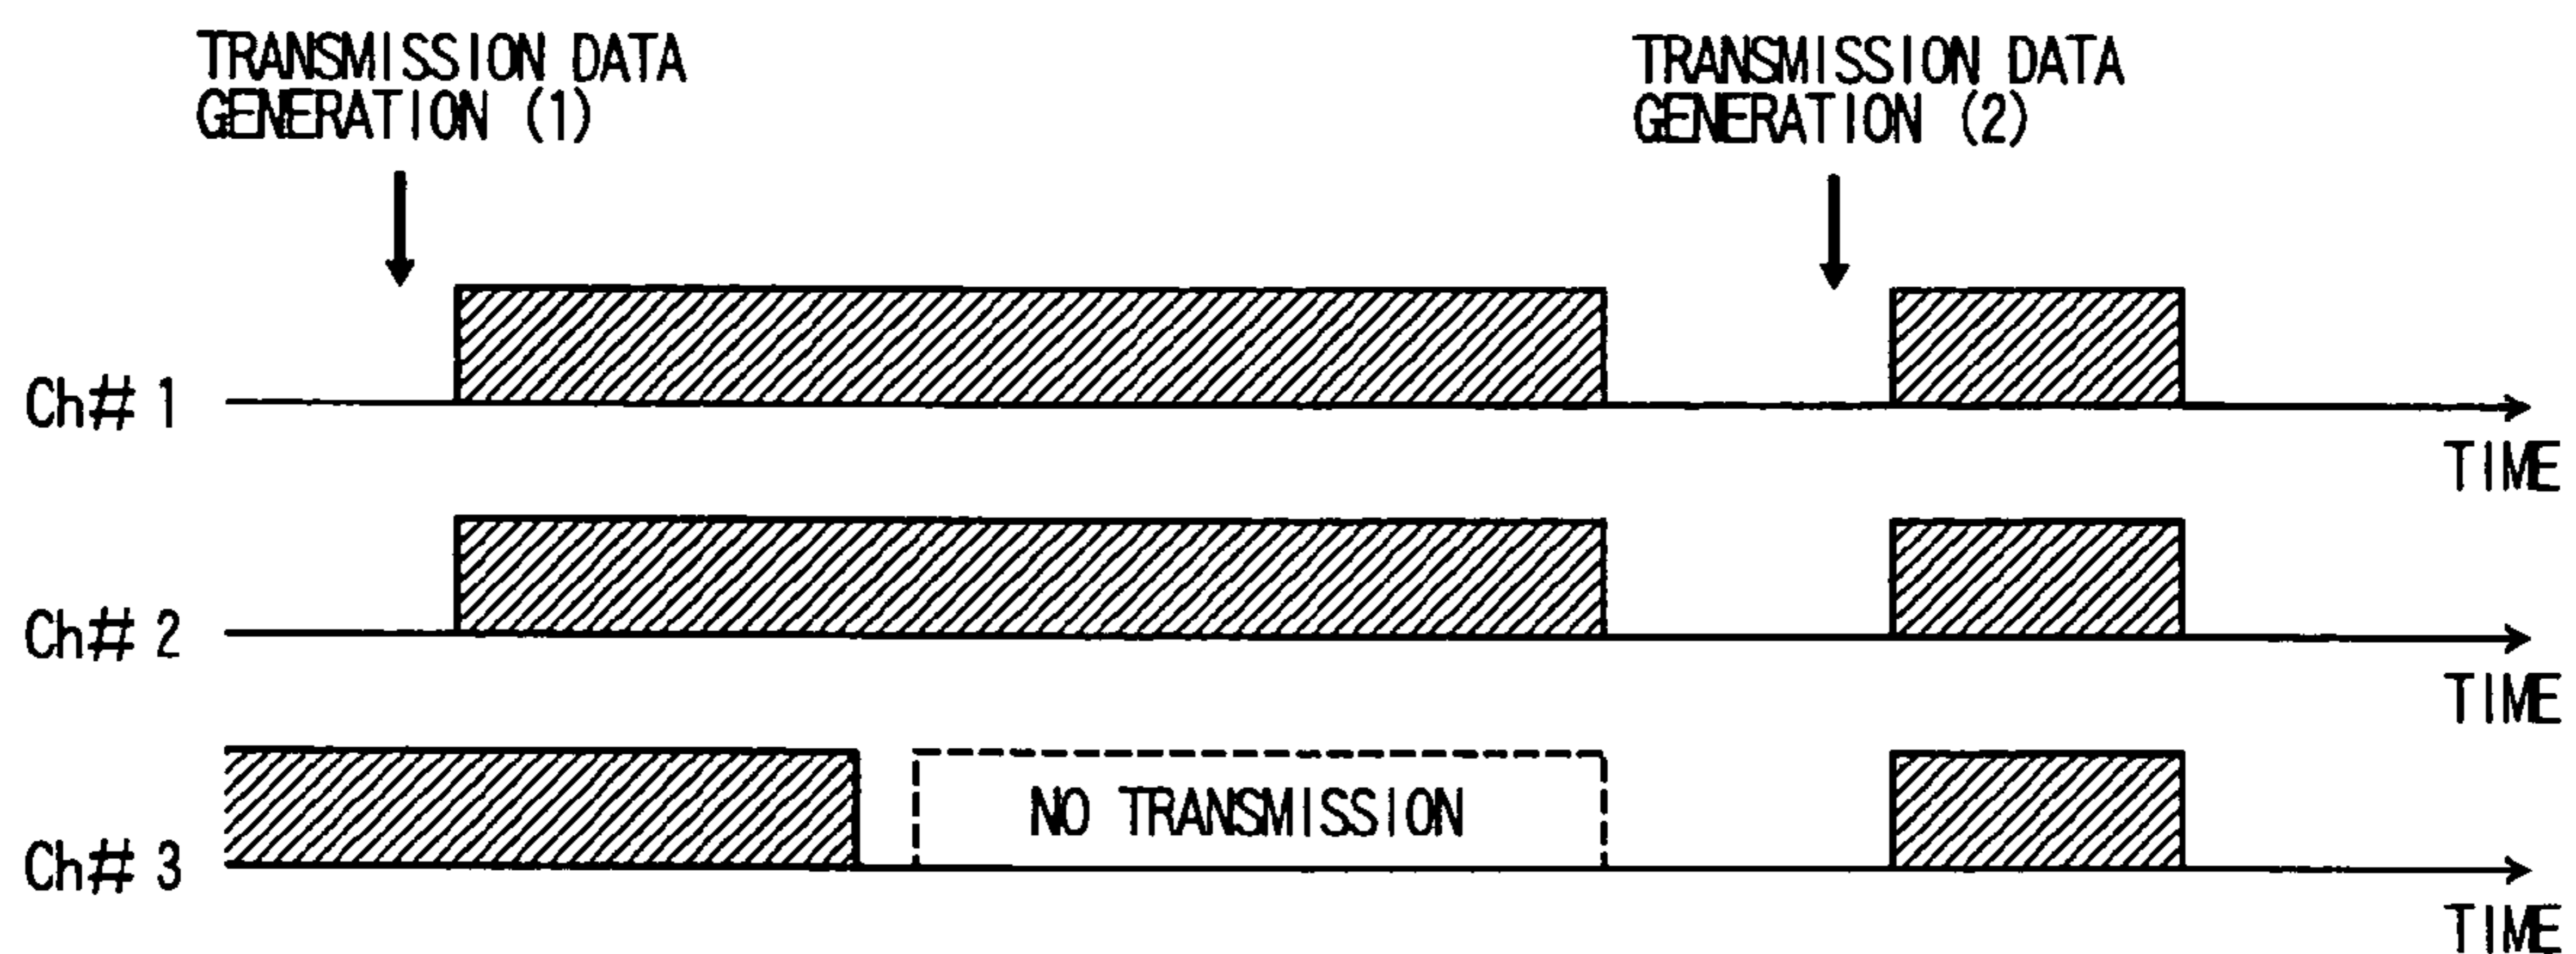 TRANSMISSION DATA
GENERATION (1)
TRANSMISSION DATA
GENERATION (2)
Ch# 1
TIME
Ch# 2
TIME
NO TRANSMISSION
Ch# 3
TIME